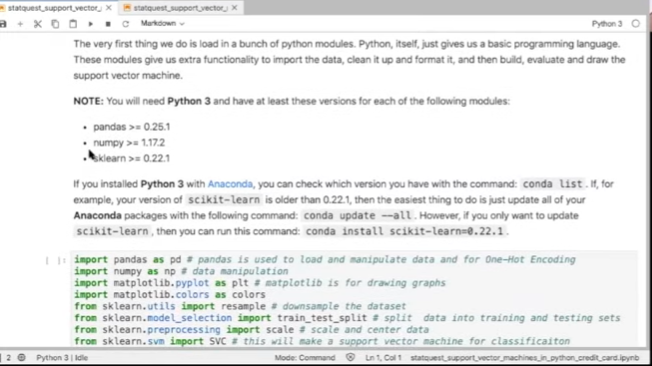 statquest_support_vector_
statquest_support_vector_
Markdown
Python 3
The very first thing we do is load in a bunch of python modules. Python, itself, just gives us a basic programming language.
These modules give us extra functionality to import the data, clean it up and format it, and then build, evaluate and draw the
support vector machine.
NOTE: You will need Python 3 and have at least these versions for each of the following modules:
• pandas >= 0.25.1
• numpy >= 1.17.2
• sklearn >= 0.22.1
If you installed Python 3 with Anaconda, you can check which version you have with the command: conda list . If, for
example, your version of scikit-learn is older than 0.22.1, then the easiest thing to do is just update all of your
Anaconda packages with the following command: conda update --all . However, if you only want to update
scikit-learn , then you can run this command: conda install scikit-learn=0.22.1 .
[ ]: import pandas as pd # pandas is used to load and manipulate data and for One-Hot Encoding
import numpy as np # data manipulation
import matplotlib.pyplot as plt # matplotlib is for drawing graphs
import matplotlib.colors as colors
from sklearn.utils import resample # downsample the dataset
from sklearn.model_selection import train_test_split # split data into training and testing sets
from sklearn.preprocessing import scale # scale and center data
from sklearn.svm import SVC # this will make a support vector machine for classificaiton
2 Python 3 | Idle Mode: Command Ln 1, Col 1 statquest_support_vector_machines_in_python_credit_card.ipynb